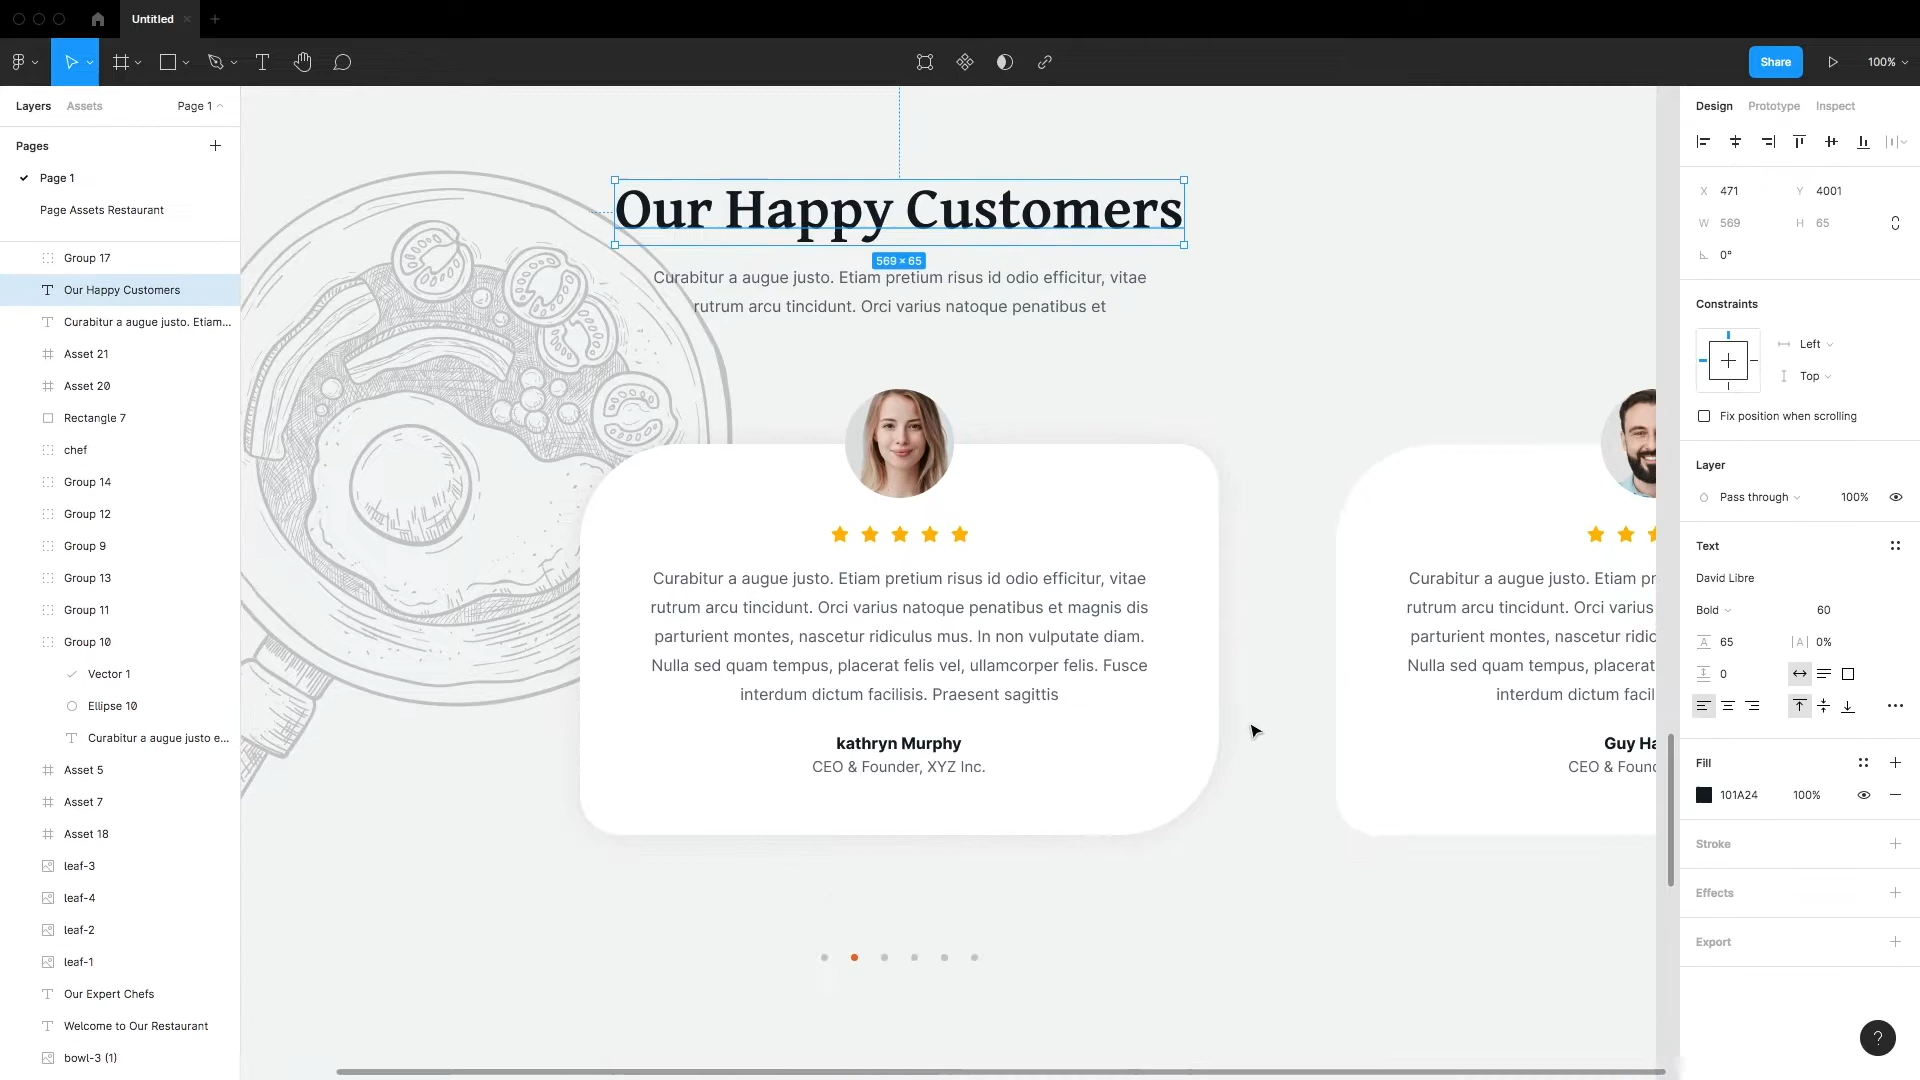 Untitled
Share
100%
Layers
Assets
Page 1
Pages
Page 1
Page Assets Restaurant
Group 17
Our Happy Customers
Curabitur a augue justo. Etiam...
Asset 21
Asset 20
Rectangle 7
chef
Group 14
Group 12
Group 9
Group 13
Group 11
Group 10
Vector 1
Ellipse 10
Curabitur a augue justo e...
Asset 5
Asset 7
Asset 18
leaf-3
leaf-4
leaf-2
leaf-1
Our Expert Chefs
Welcome to Our Restaurant
bowl-3 (1)
Our Happy Customers
569 × 65
Curabitur a augue justo. Etiam pretium risus id odio efficitur, vitae
rutrum arcu tincidunt. Orci varius natoque penatibus et
Curabitur a augue justo. Etiam pretium risus id odio efficitur, vitae
rutrum arcu tincidunt. Orci varius natoque penatibus et magnis dis
parturient montes, nascetur ridiculus mus. In non vulputate diam.
Nulla sed quam tempus, placerat felis vel, ullamcorper felis. Fusce
interdum dictum facilisis. Praesent sagittis
kathryn Murphy
CEO & Founder, XYZ Inc.
Curabitur a augue justo. Etiam pr
rutrum arcu tincidunt. Orci varius
parturient montes, nascetur ridic
Nulla sed quam tempus, placerat
interdum dictum facil
Guy Ha
CEO & Found
Design
Prototype
Inspect
X 471
Y 4001
W 569
H 65
0°
Constraints
Left
Top
Fix position when scrolling
Layer
Pass through
100%
Text
David Libre
Bold
60
A 65
|A| 0%
0
Fill
101A24
100%
Stroke
Effects
Export
?